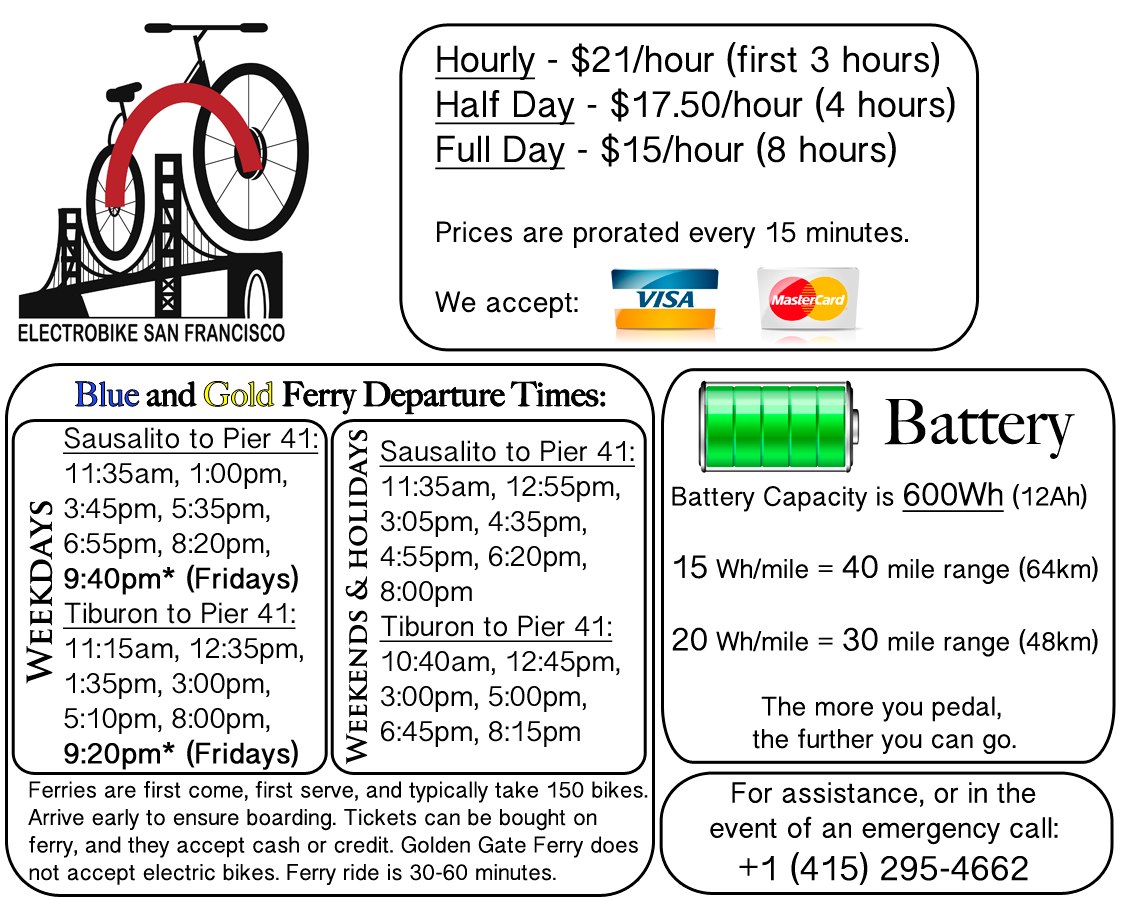 ELECTROBIKE SAN FRANCISCO
Hourly - $21/hour (first 3 hours)
Half Day - $17.50/hour (4 hours)
Full Day - $15/hour (8 hours)
Prices are prorated every 15 minutes.
We accept:
VISA
MasterCard
Blue and Gold Ferry Departure Times:
WEEKDAYS
Sausalito to Pier 41:
11:35am, 1:00pm,
3:45pm, 5:35pm,
6:55pm, 8:20pm,
9:40pm* (Fridays)
Tiburon to Pier 41:
11:15am, 12:35pm,
1:35pm, 3:00pm,
5:10pm, 8:00pm,
9:20pm* (Fridays)
WEEKENDS & HOLIDAYS
Sausalito to Pier 41:
11:35am, 12:55pm,
3:05pm, 4:35pm,
4:55pm, 6:20pm,
8:00pm
Tiburon to Pier 41:
10:40am, 12:45pm,
3:00pm, 5:00pm,
6:45pm, 8:15pm
Ferries are first come, first serve, and typically take 150 bikes.
Arrive early to ensure boarding. Tickets can be bought on
ferry, and they accept cash or credit. Golden Gate Ferry does
not accept electric bikes. Ferry ride is 30-60 minutes.
Battery
Battery Capacity is 600Wh (12Ah)
15 Wh/mile = 40 mile range (64km)
20 Wh/mile = 30 mile range (48km)
The more you pedal,
the further you can go.
For assistance, or in the
event of an emergency call:
+1 (415) 295-4662